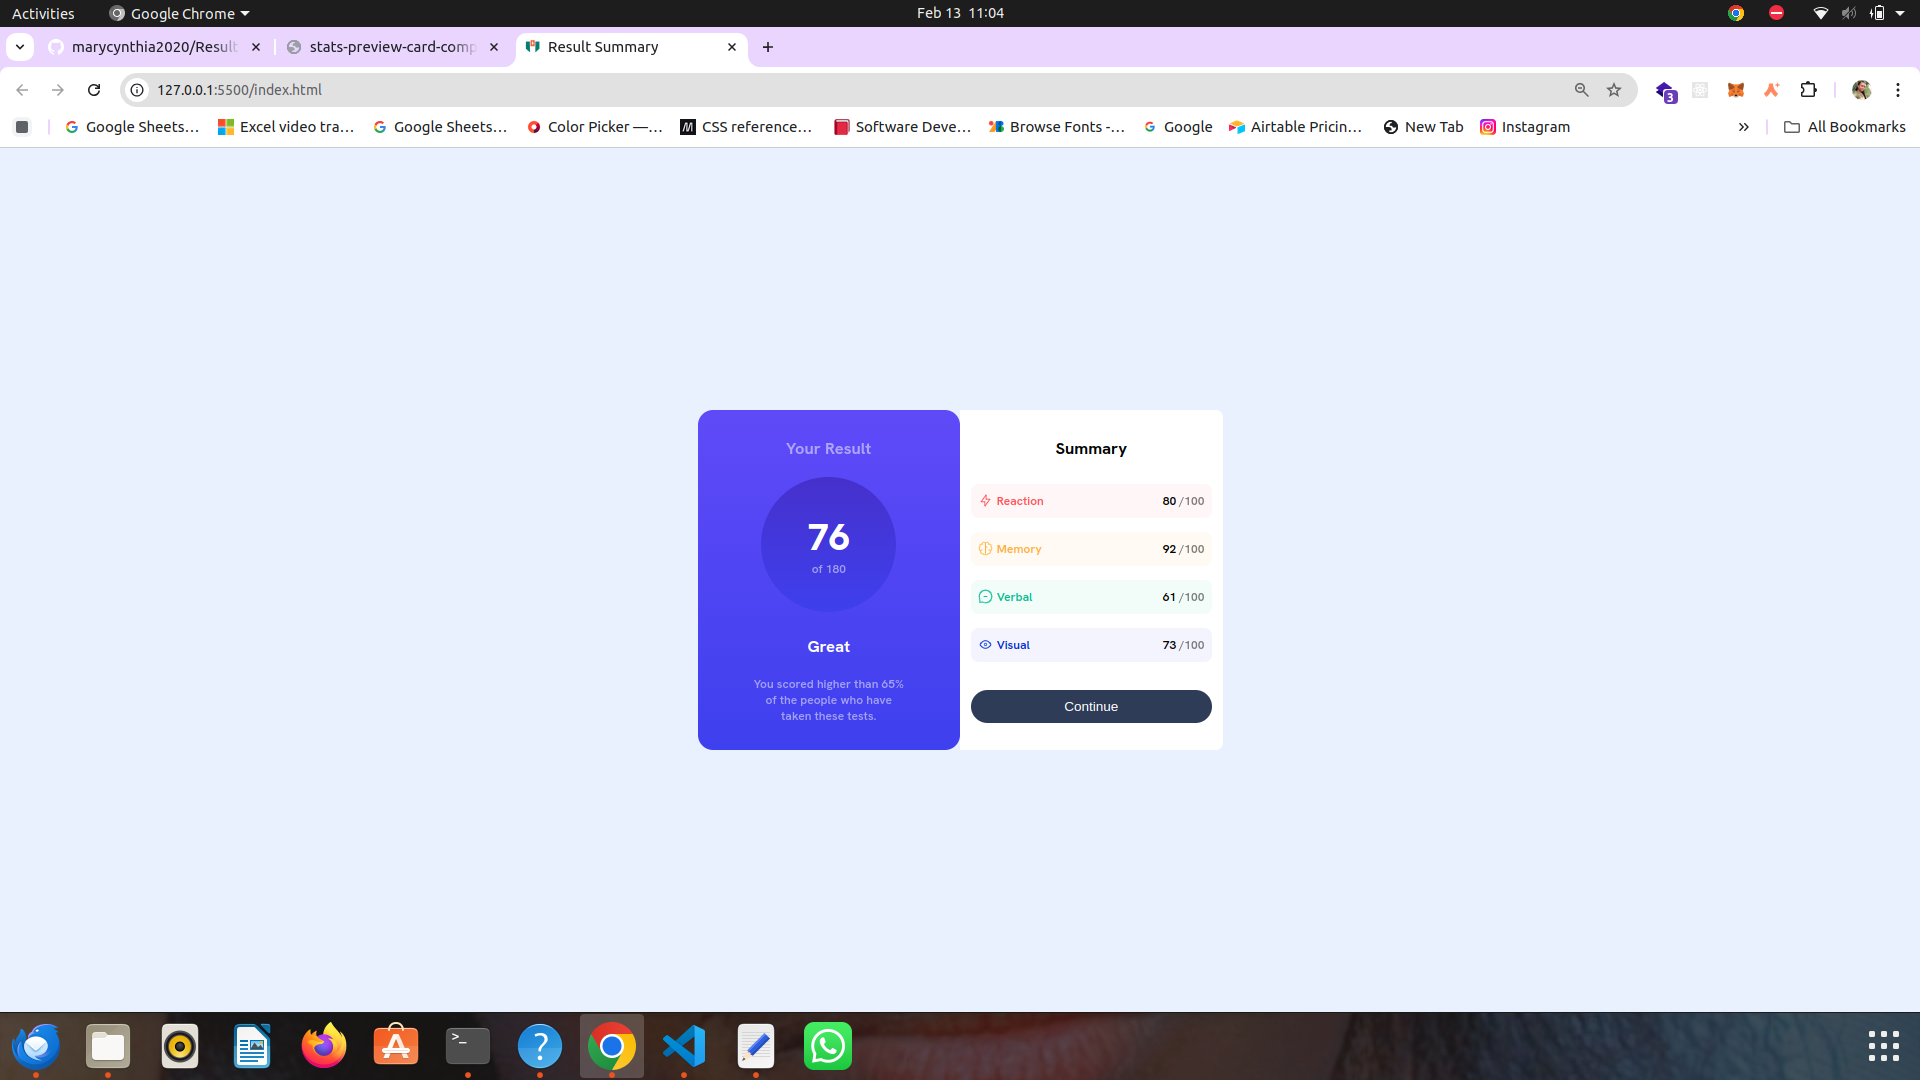 Activities Google Chrome Feb 13 11:04
marycynthia2020/Result stats-preview-card-comp Result Summary
127.0.0.1:5500/index.html 3
Google Sheets... Excel video tra... Google Sheets... Color Picker —... CSS reference... Software Deve... Browse Fonts -... Google Airtable Pricin... New Tab Instagram » All Bookmarks
Your Result
76
of 180
Great
You scored higher than 65%
of the people who have
taken these tests.
Summary
Reaction 80 /100
Memory 92 /100
Verbal 61 /100
Visual 73 /100
Continue